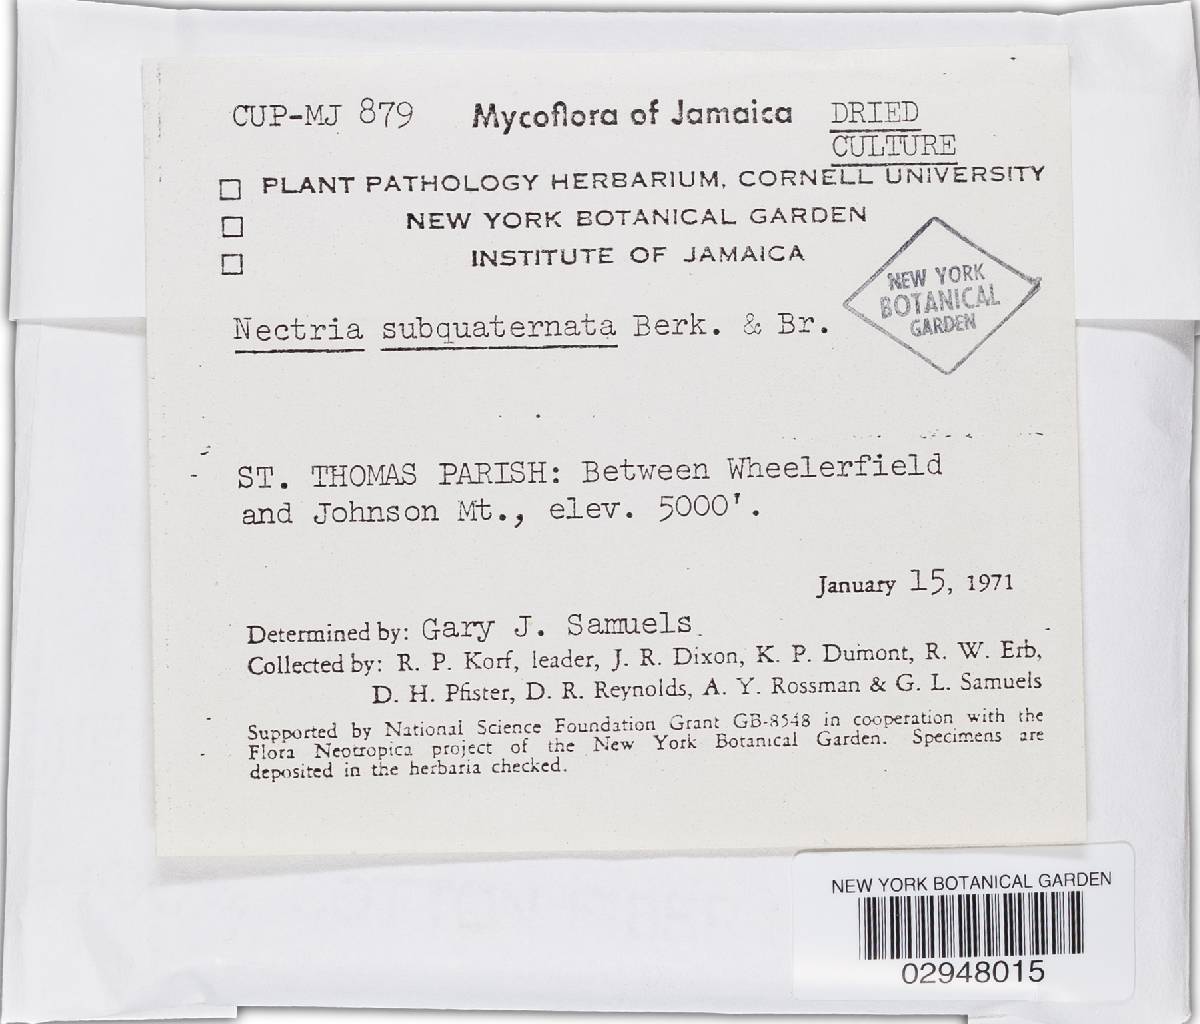 CUP-MJ 879 Mycoflora of Jamaica DRIED
CULTURE
PLANT PATHOLOGY HERBARIUM, CORNELL UNIVERSITY
NEW YORK BOTANICAL GARDEN
INSTITUTE OF JAMAICA
NEW YORK
BOTANICAL
GARDEN
Nectria subquaternata Berk. & Br.
ST. THOMAS PARISH: Between Wheelerfield
and Johnson Mt., elev. 5000'.
January 15, 1971
Determined by: Gary J. Samuels
Collected by: R. P. Korf, leader, J. R. Dixon, K. P. Dumont, R. W. Erb,
D. H. Pfister, D. R. Reynolds, A. Y. Rossman & G. L. Samuels
Supported by National Science Foundation Grant GB-8548 in cooperation with the
Flora Neotropica project of the New York Botanical Garden. Specimens are
deposited in the herbaria checked.
NEW YORK BOTANICAL GARDEN
02948015